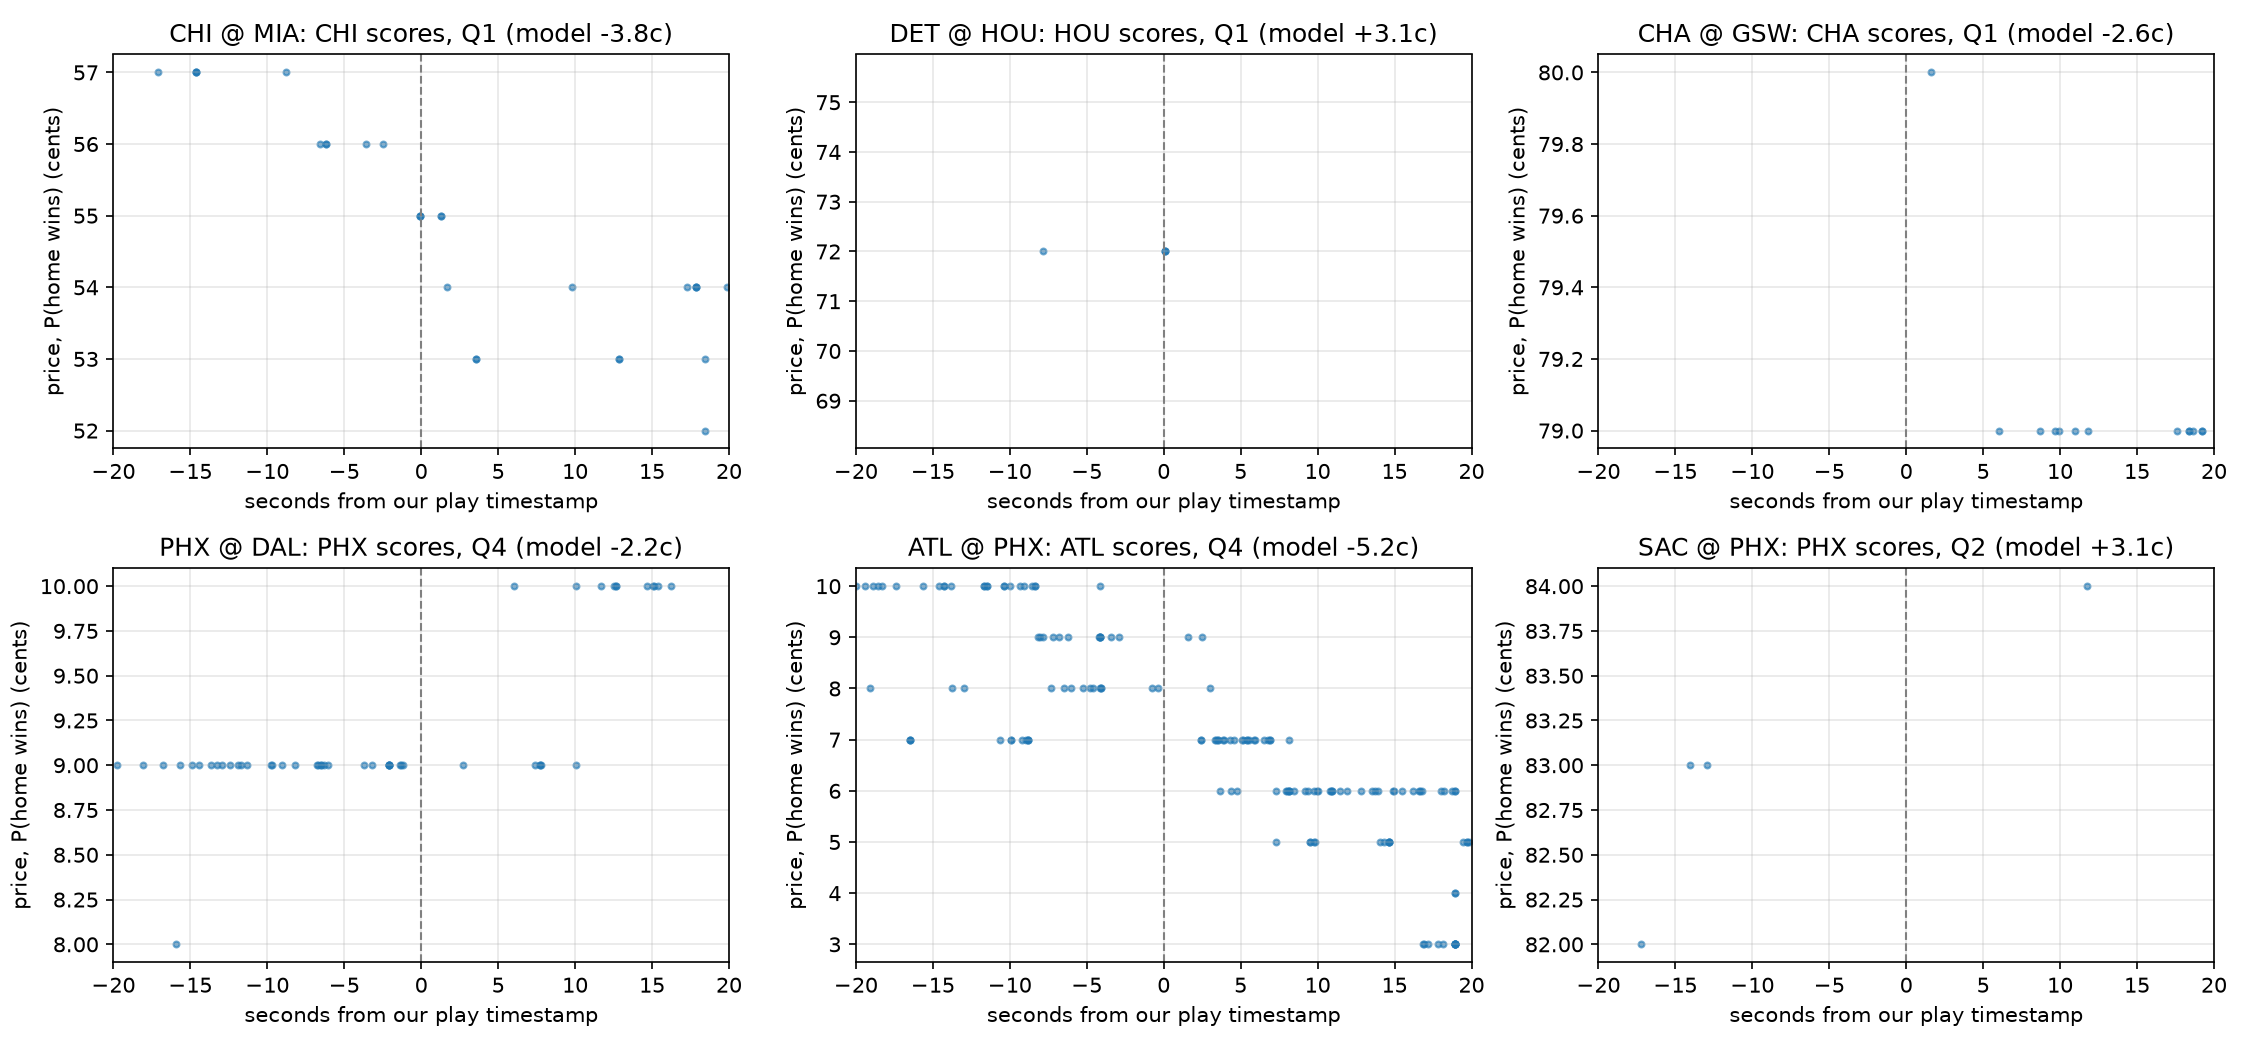 CHI @ MIA: CHI scores, Q1 (model -3.8c)
price, P(home wins) (cents)
57
56
55
54
53
52
−20 −15 −10 −5 0 5 10 15 20
seconds from our play timestamp
DET @ HOU: HOU scores, Q1 (model +3.1c)
price, P(home wins) (cents)
75
74
73
72
71
70
69
−20 −15 −10 −5 0 5 10 15 20
seconds from our play timestamp
CHA @ GSW: CHA scores, Q1 (model -2.6c)
price, P(home wins) (cents)
80.0
79.8
79.6
79.4
79.2
79.0
−20 −15 −10 −5 0 5 10 15 20
seconds from our play timestamp
PHX @ DAL: PHX scores, Q4 (model -2.2c)
price, P(home wins) (cents)
10.00
9.75
9.50
9.25
9.00
8.75
8.50
8.25
8.00
−20 −15 −10 −5 0 5 10 15 20
seconds from our play timestamp
ATL @ PHX: ATL scores, Q4 (model -5.2c)
price, P(home wins) (cents)
10
9
8
7
6
5
4
3
−20 −15 −10 −5 0 5 10 15 20
seconds from our play timestamp
SAC @ PHX: PHX scores, Q2 (model +3.1c)
price, P(home wins) (cents)
84.00
83.75
83.50
83.25
83.00
82.75
82.50
82.25
82.00
−20 −15 −10 −5 0 5 10 15 20
seconds from our play timestamp